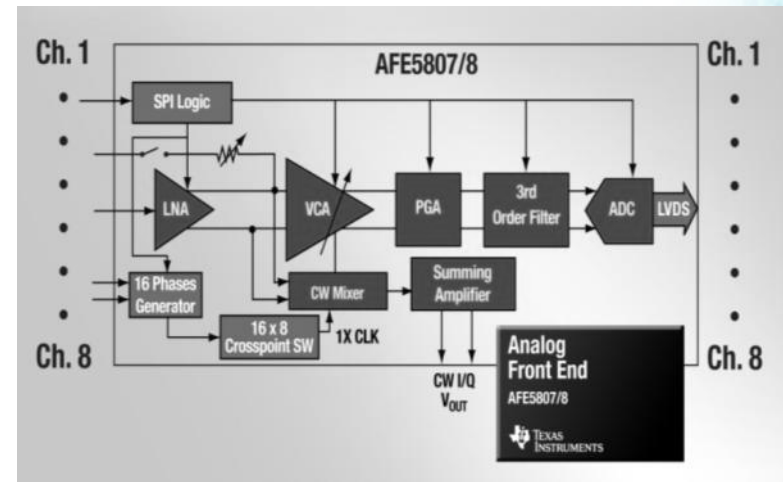 Ch. 1
AFE5807/8
Ch. 1
SPI Logic
LNA
VCA
PGA
3rd
Order Filter
ADC
LVDS
16 Phases
Generator
CW Mixer
Summing
Amplifier
16 x 8
Crosspoint SW
1X CLK
Ch. 8
CW I/Q
VOUT
Analog
Front End
AFE5807/8
TEXAS
INSTRUMENTS
Ch. 8